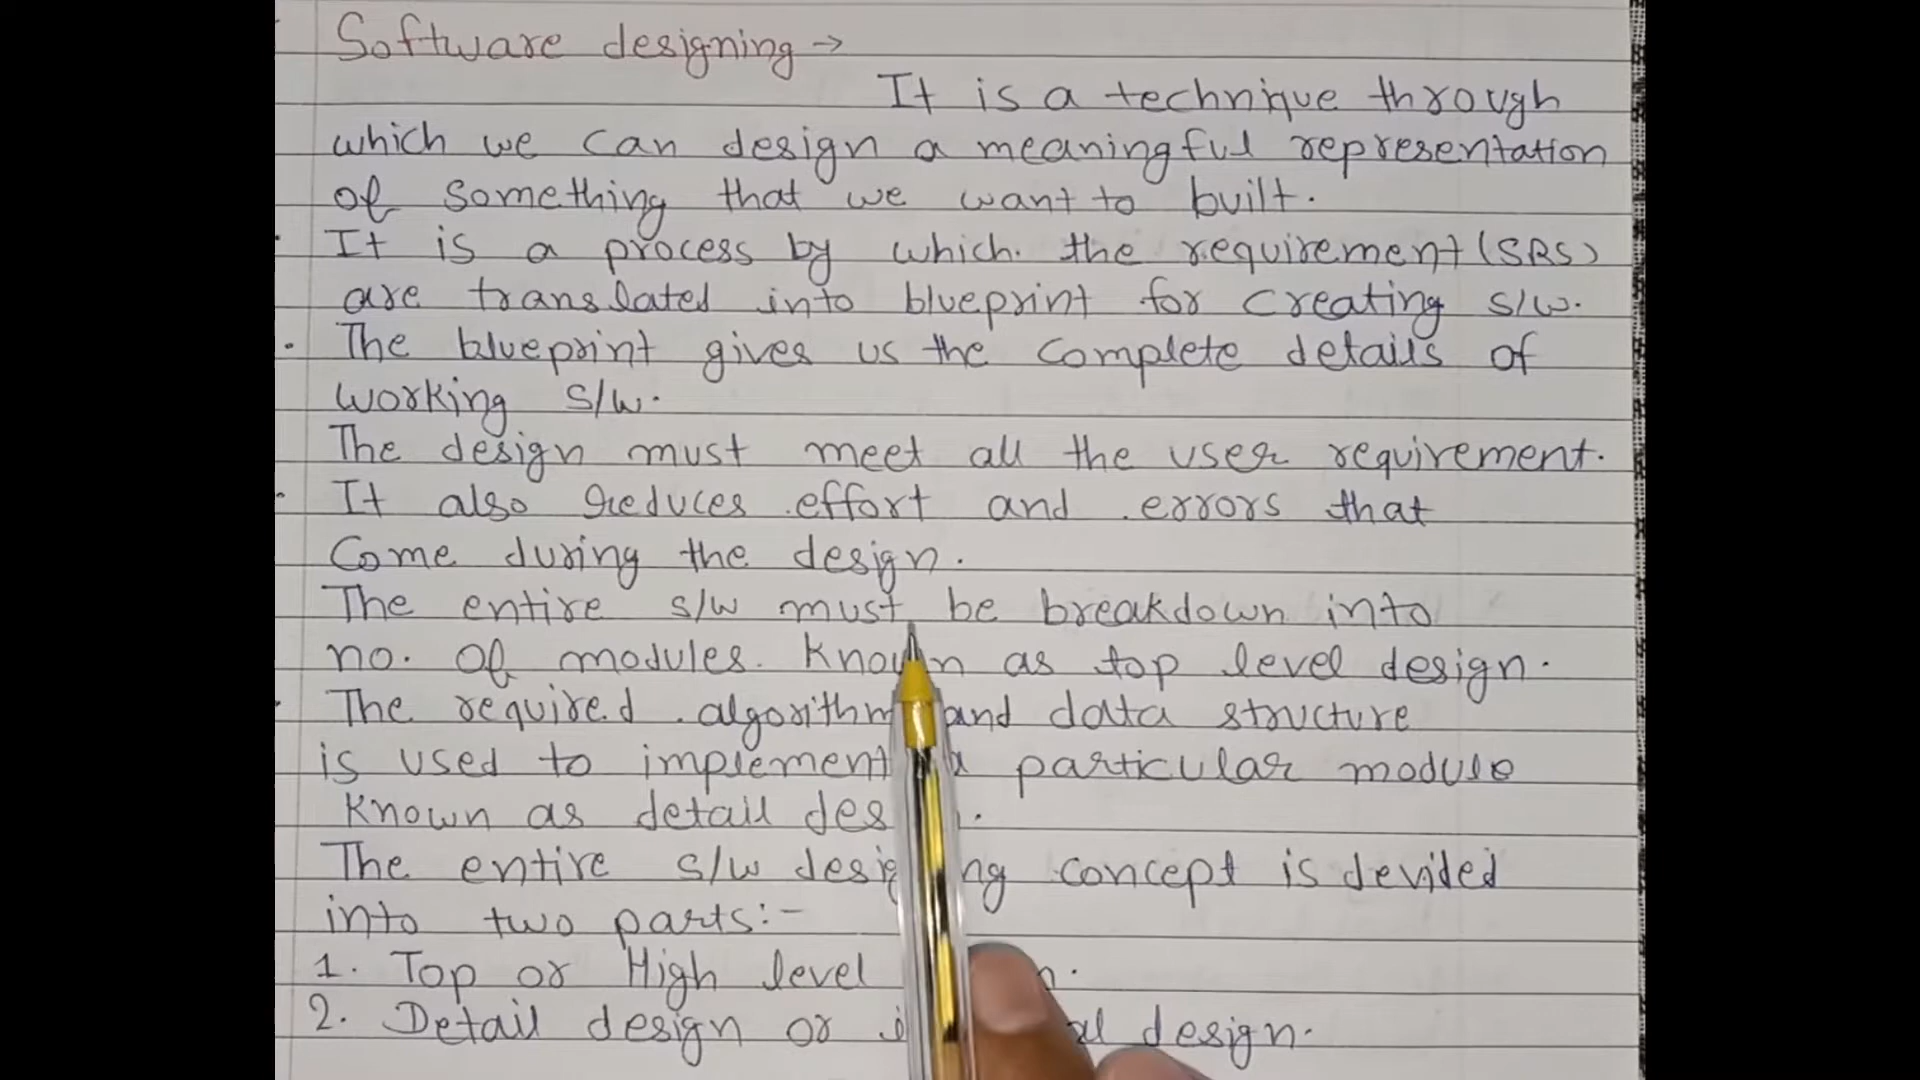 Software designing →
It is a technique through
which we can design a meaningful representation
of something that we want to built.
· It is a process by which the requirement (SRS)
are translated into blueprint for creating s/w.
· The blueprint gives us the complete details of
working s/w.
The design must meet all the user requirement.
· It also reduces effort and errors that
Come during the design.
The entire s/w must be breakdown into
no. of modules. Known as top level design.
· The required algorithm and data structure
is used to implement a particular module
Known as detail
The entire s/w designing concept is devided
into two parts:-
1. Top or High level
2. Detail design or design.